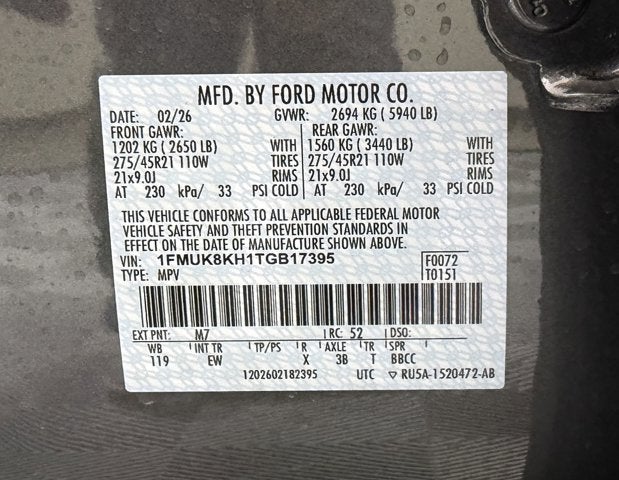 MFD. BY FORD MOTOR CO.
DATE: 02/26 GVWR: 2694 KG ( 5940 LB)
FRONT GAWR: REAR GAWR:
1202 KG ( 2650 LB) WITH 1560 KG ( 3440 LB) WITH
275/45R21 110W TIRES 275/45R21 110W TIRES
21x9.0J RIMS 21x9.0J RIMS
AT 230 kPa/ 33 PSI COLD AT 230 kPa/ 33 PSI COLD
THIS VEHICLE CONFORMS TO ALL APPLICABLE FEDERAL MOTOR
VEHICLE SAFETY AND THEFT PREVENTION STANDARDS IN
EFFECT ON THE DATE OF MANUFACTURE SHOWN ABOVE.
VIN: 1FMUK8KH1TGB17395 F0072
TYPE: MPV T0151
EXT PNT: M7 RC: 52 DSO:
WB INT TR TP/PS R AXLE TR SPR
119 EW X 3B T BBCC
1202602182395 UTC ▽ RU5A-1520472-AB